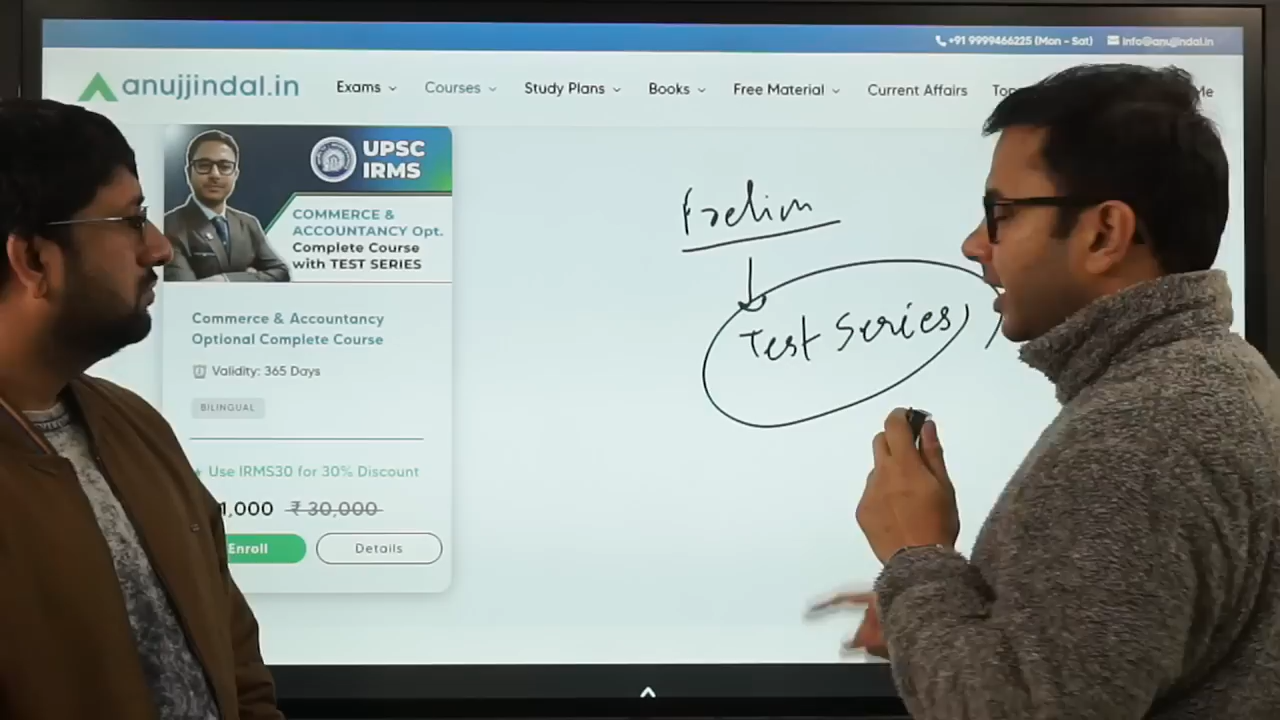 +91 9999466225 (Mon - Sat) info@anujjindal.in
anujjindal.in Exams Courses Study Plans Books Free Material Current Affairs
UPSC
IRMS
COMMERCE &
ACCOUNTANCY Opt.
Complete Course
with TEST SERIES
Commerce & Accountancy
Optional Complete Course
Validity: 365 Days
BILINGUAL
Use IRMS30 for 30% Discount
1,000 ₹ 30,000
Enroll Details
Prelim
Test Series